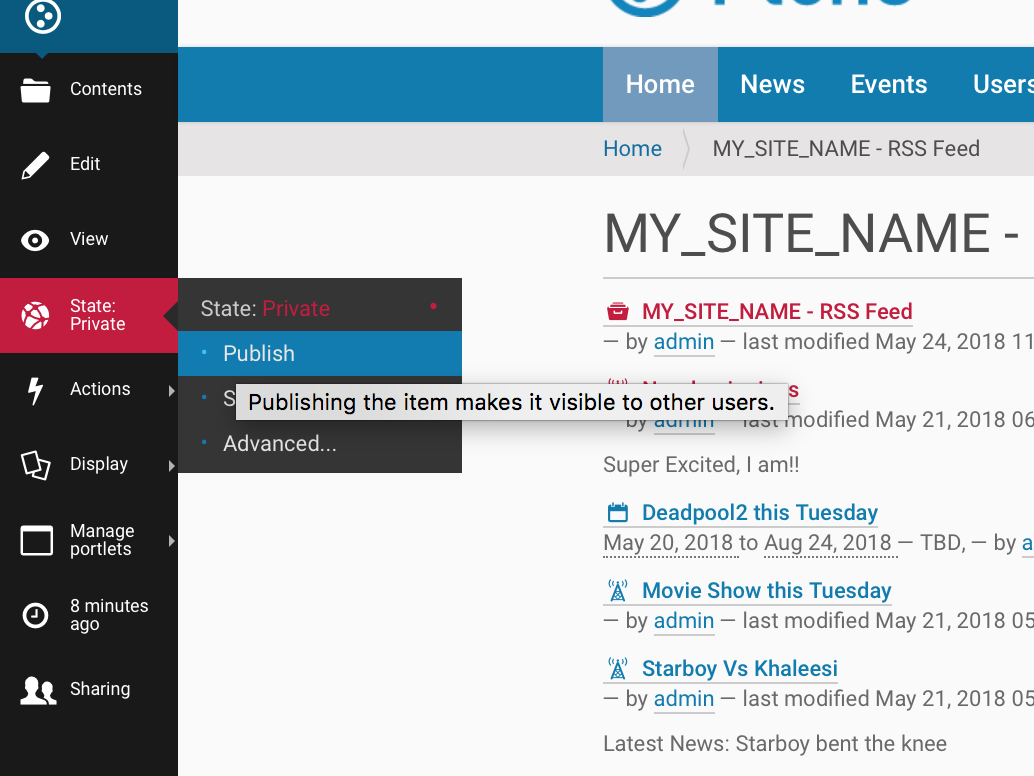 Contents
Edit
View
State:
Private
Actions
Display
Manage
portlets
8 minutes
ago
Sharing
State: Private
Publish
S
Advanced...
Publishing the item makes it visible to other users.
Home
News
Events
Users
Home
MY_SITE_NAME - RSS Feed
MY_SITE_NAME -
MY_SITE_NAME - RSS Feed
— by admin — last modified May 24, 2018 11
s
by admin — last modified May 21, 2018 06
Super Excited, I am!!
Deadpool2 this Tuesday
May 20, 2018 to Aug 24, 2018 — TBD, — by a
Movie Show this Tuesday
— by admin — last modified May 21, 2018 05
Starboy Vs Khaleesi
— by admin — last modified May 21, 2018 05
Latest News: Starboy bent the knee